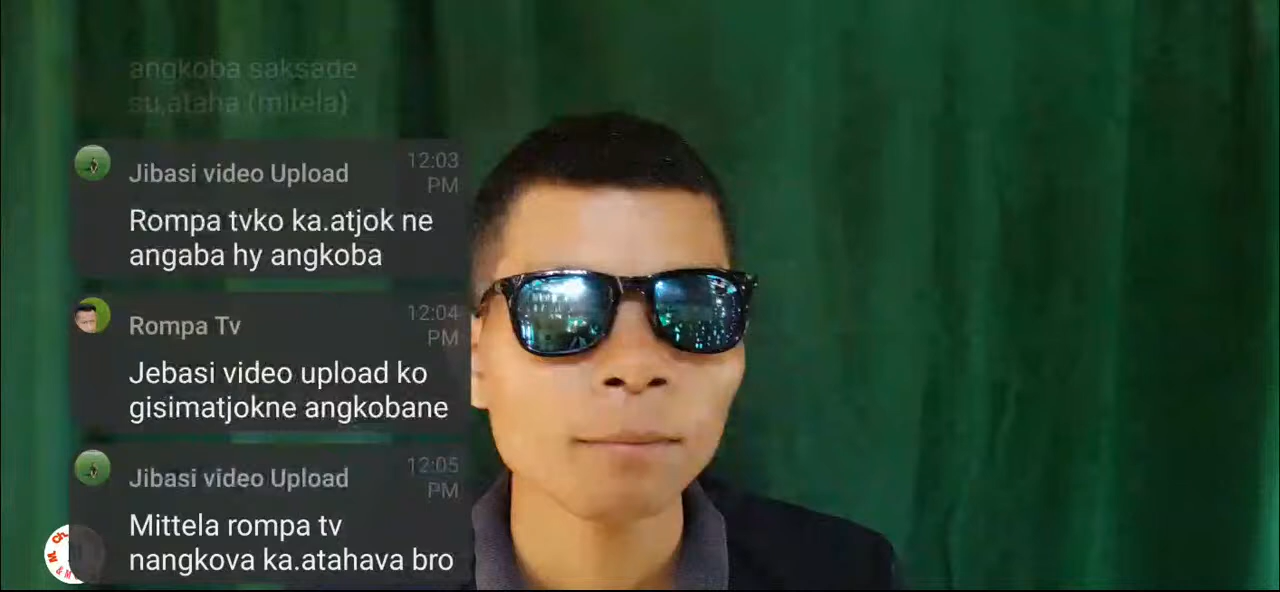 angkoba saksade
su,ataha (mitela)
Jibasi video Upload
12:03
PM
Rompa tvko ka.atjok ne
angaba hy angkoba
Rompa Tv
12:04
PM
Jebasi video upload ko
gisimatjokne angkobane
Jibasi video Upload
12:05
PM
Mittela rompa tv
nangkova ka.atahava bro